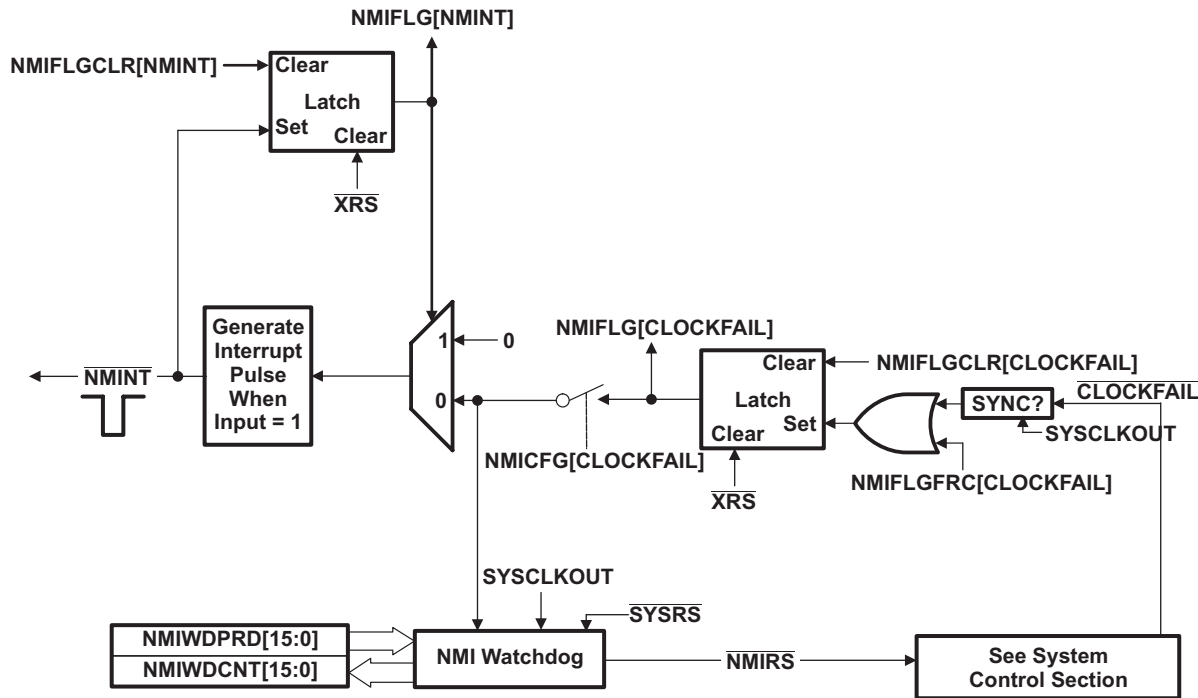 NMIFLG[NMINT]
NMIFLGCLR[NMINT]
Clear
Latch
Set
Clear
XRS
Generate
Interrupt
Pulse
When
Input = 1
NMINT
1
0
0
NMIFLG[CLOCKFAIL]
NMICFG[CLOCKFAIL]
Clear
Latch
Set
Clear
XRS
NMIFLGCLR[CLOCKFAIL]
CLOCKFAIL
SYNC?
SYSCLKOUT
NMIFLGFRC[CLOCKFAIL]
SYSCLKOUT
SYSRS
NMIWDPRD[15:0]
NMIWDCNT[15:0]
NMI Watchdog
NMIRS
See System
Control Section